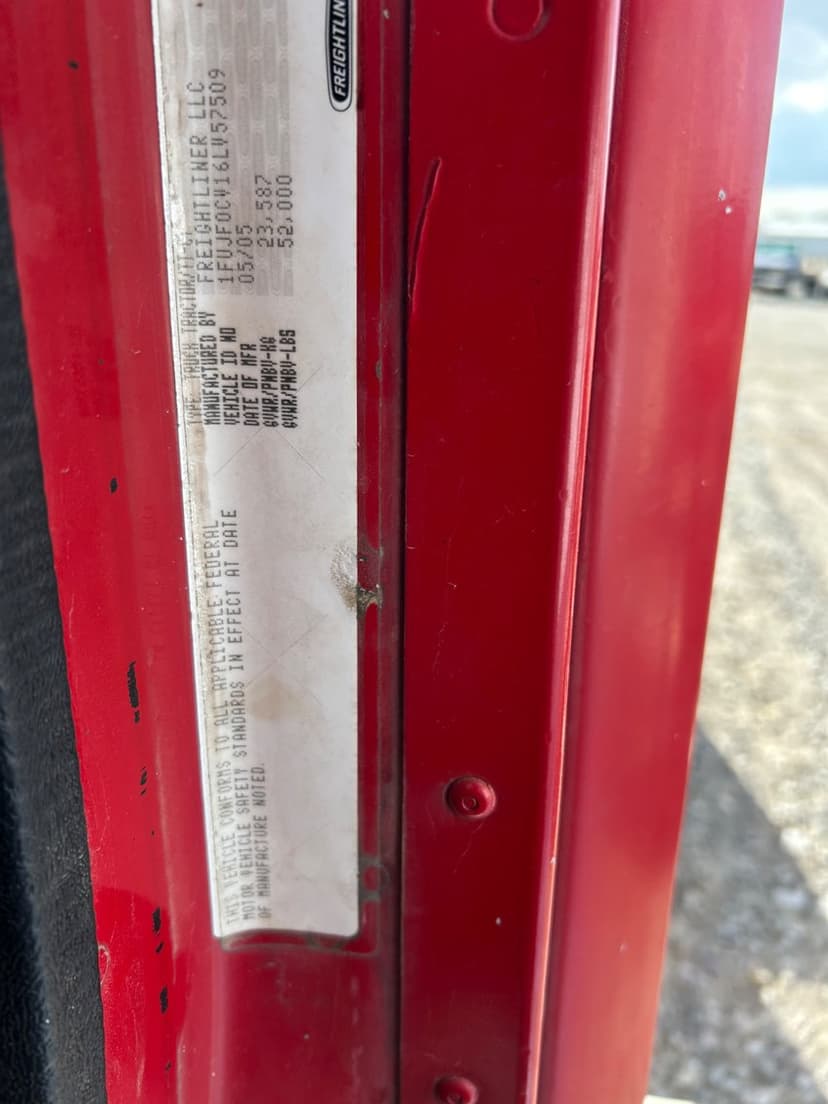 THIS VEHICLE CONFORMS TO ALL APPLICABLE FEDERAL
MOTOR VEHICLE SAFETY STANDARDS IN EFFECT AT DATE
OF MANUFACTURE NOTED.
TYPE: TRUCK TRACTOR
MANUFACTURED BY FREIGHTLINER LLC
VEHICLE ID NO 1FUJF0CV16LV57509
DATE OF MFR 05/05
GVWR/PNBV-KG 23,587
GVWR/PNBV-LBS 52,000
FREIGHTLIN